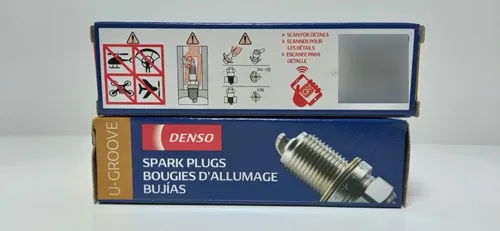 > SCAN FOR DETAILS
> SCANNER POUR
LES DÉTAILS
> ESCANEE PARA
DETALLE
U-GROOVE
DENSO
SPARK PLUGS
BOUGIES D'ALLUMAGE
BUJÍAS